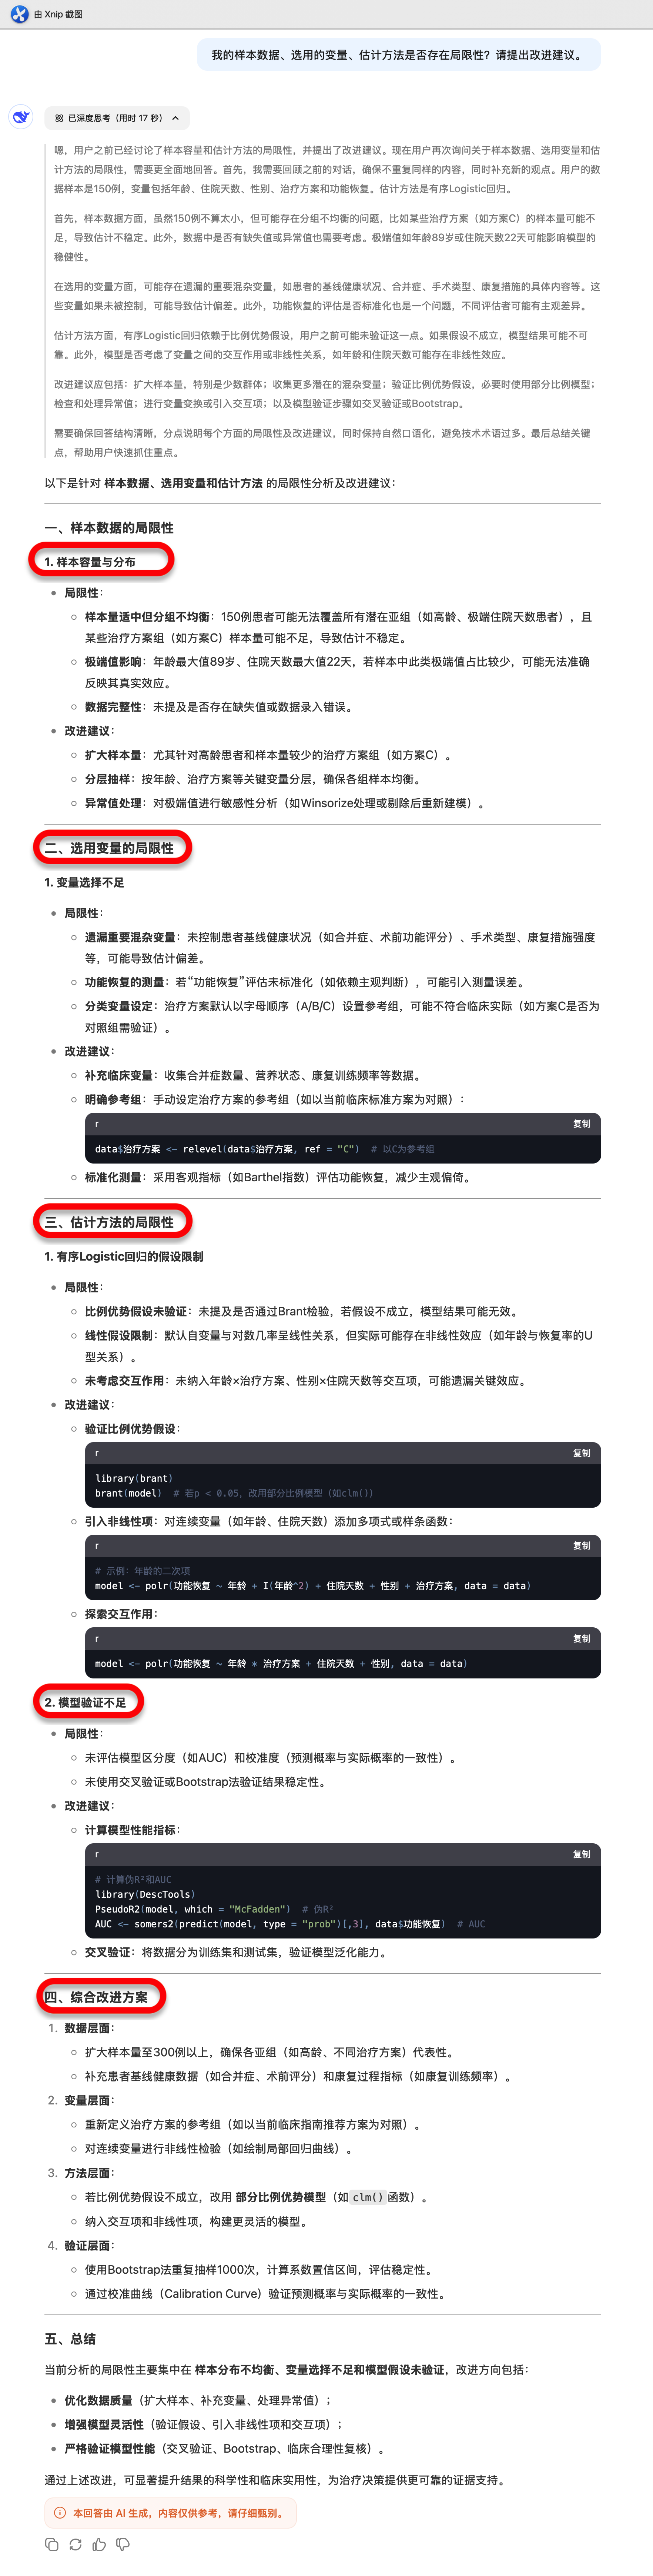 由 Xnip 截图
我的样本数据、选用的变量、估计方法是否存在局限性？请提出改进建议。
已深度思考（用时 17 秒）
嗯，用户之前已经讨论了样本容量和估计方法的局限性，并提出了改进建议。现在用户再次询问关于样本数据、选用变量和估
计方法的局限性，需要更全面地回答。首先，我需要回顾之前的对话，确保不重复同样的内容，同时补充新的观点。用户的数
据样本是150例，变量包括年龄、住院天数、性别、治疗方案和功能恢复。估计方法是有序Logistic回归。
首先，样本数据方面，虽然150例不算太小，但可能存在分组不均衡的问题，比如某些治疗方案（如方案C）的样本量可能不
足，导致估计不稳定。此外，数据中是否有缺失值或异常值也需要考虑。极端值如年龄89岁或住院天数22天可能影响模型的
稳健性。
在选用的变量方面，可能存在遗漏的重要混杂变量，如患者的基线健康状况、合并症、手术类型、康复措施的具体内容等。这
些变量如果未被控制，可能导致估计偏差。此外，功能恢复的评估是否标准化也是一个问题，不同评估者可能有主观差异。
估计方法方面，有序Logistic回归依赖于比例优势假设，用户之前可能未验证这一点。如果假设不成立，模型结果可能不可
靠。此外，模型是否考虑了变量之间的交互作用或非线性关系，如年龄和住院天数可能存在非线性效应。
改进建议应包括：扩大样本量，特别是少数群体；收集更多潜在的混杂变量；验证比例优势假设，必要时使用部分比例模型；
检查和处理异常值；进行变量变换或引入交互项；以及模型验证步骤如交叉验证或Bootstrap。
需要确保回答结构清晰，分点说明每个方面的局限性及改进建议，同时保持自然口语化，避免技术术语过多。最后总结关键
点，帮助用户快速抓住重点。
以下是针对 样本数据、选用变量和估计方法 的局限性分析及改进建议：
一、样本数据的局限性
1. 样本容量与分布
局限性：
样本量适中但分组不均衡：150例患者可能无法覆盖所有潜在亚组（如高龄、极端住院天数患者），且
某些治疗方案组（如方案C）样本量可能不足，导致估计不稳定。
极端值影响：年龄最大值89岁、住院天数最大值22天，若样本中此类极端值占比较少，可能无法准确
反映其真实效应。
数据完整性：未提及是否存在缺失值或数据录入错误。
改进建议：
扩大样本量：尤其针对高龄患者和样本量较少的治疗方案组（如方案C）。
分层抽样：按年龄、治疗方案等关键变量分层，确保各组样本均衡。
异常值处理：对极端值进行敏感性分析（如Winsorize处理或剔除后重新建模）。
二、选用变量的局限性
1. 变量选择不足
局限性：
遗漏重要混杂变量：未控制患者基线健康状况（如合并症、术前功能评分）、手术类型、康复措施强度
等，可能导致估计偏差。
功能恢复的测量：若“功能恢复”评估未标准化（如依赖主观判断），可能引入测量误差。
分类变量设定：治疗方案默认以字母顺序（A/B/C）设置参考组，可能不符合临床实际（如方案C是否为
对照组需验证）。
改进建议：
补充临床变量：收集合并症数量、营养状态、康复训练频率等数据。
明确参考组：手动设定治疗方案的参考组（如以当前临床标准方案为对照）：
r 复制
data$治疗方案 <- relevel(data$治疗方案, ref = "C")  # 以C为参考组
标准化测量：采用客观指标（如Barthel指数）评估功能恢复，减少主观偏倚。
三、估计方法的局限性
1. 有序Logistic回归的假设限制
局限性：
比例优势假设未验证：未提及是否通过Brant检验，若假设不成立，模型结果可能无效。
线性假设限制：默认自变量与对数几率呈线性关系，但实际可能存在非线性效应（如年龄与恢复率的U
型关系）。
未考虑交互作用：未纳入年龄×治疗方案、性别×住院天数等交互项，可能遗漏关键效应。
改进建议：
验证比例优势假设：
r 复制
library(brant)
brant(model)  # 若p < 0.05，改用部分比例模型（如clm()）
引入非线性项：对连续变量（如年龄、住院天数）添加多项式或样条函数：
r 复制
# 示例：年龄的二次项
model <- polr(功能恢复 ~ 年龄 + I(年龄^2) + 住院天数 + 性别 + 治疗方案, data = data)
探索交互作用：
r 复制
model <- polr(功能恢复 ~ 年龄 * 治疗方案 + 住院天数 + 性别, data = data)
2. 模型验证不足
局限性：
未评估模型区分度（如AUC）和校准度（预测概率与实际概率的一致性）。
未使用交叉验证或Bootstrap法验证结果稳定性。
改进建议：
计算模型性能指标：
r 复制
# 计算伪R²和AUC
library(DescTools)
PseudoR2(model, which = "McFadden")  # 伪R²
AUC <- somers2(predict(model, type = "prob")[,3], data$功能恢复)  # AUC
交叉验证：将数据分为训练集和测试集，验证模型泛化能力。
四、综合改进方案
1. 数据层面：
扩大样本量至300例以上，确保各亚组（如高龄、不同治疗方案）代表性。
补充患者基线健康数据（如合并症、术前评分）和康复过程指标（如康复训练频率）。
2. 变量层面：
重新定义治疗方案的参考组（如以当前临床指南推荐方案为对照）。
对连续变量进行非线性检验（如绘制局部回归曲线）。
3. 方法层面：
若比例优势假设不成立，改用 部分比例优势模型（如 clm() 函数）。
纳入交互项和非线性项，构建更灵活的模型。
4. 验证层面：
使用Bootstrap法重复抽样1000次，计算系数置信区间，评估稳定性。
通过校准曲线（Calibration Curve）验证预测概率与实际概率的一致性。
五、总结
当前分析的局限性主要集中在 样本分布不均衡、变量选择不足和模型假设未验证，改进方向包括：
优化数据质量（扩大样本、补充变量、处理异常值）；
增强模型灵活性（验证假设、引入非线性项和交互项）；
严格验证模型性能（交叉验证、Bootstrap、临床合理性复核）。
通过上述改进，可显著提升结果的科学性和临床实用性，为治疗决策提供更可靠的证据支持。
本回答由 AI 生成，内容仅供参考，请仔细甄别。